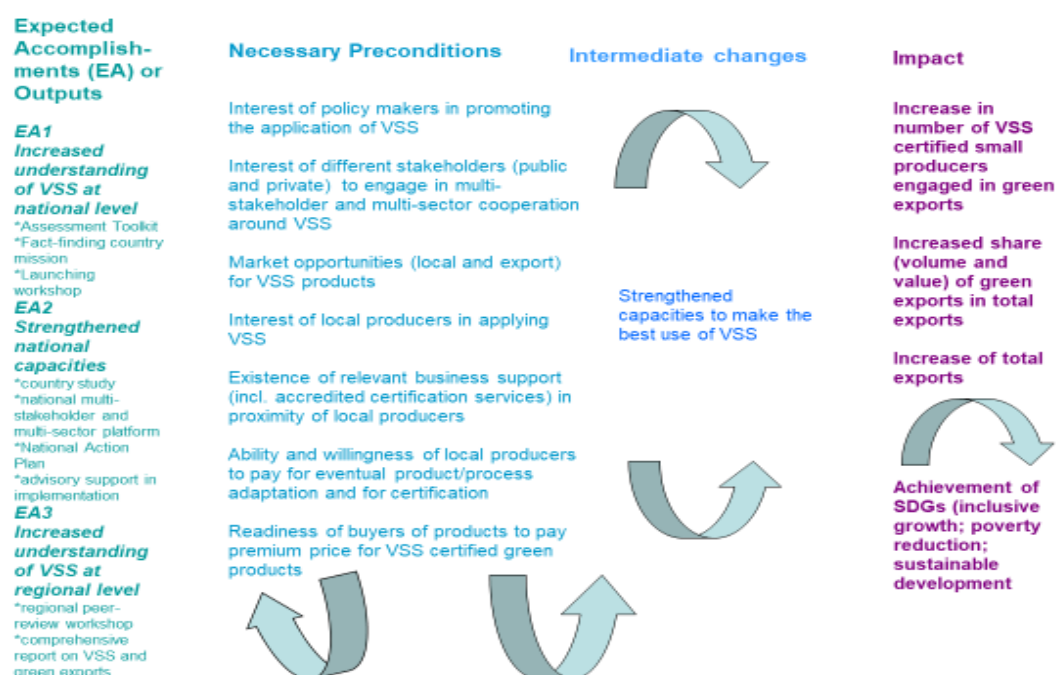 Expected
Accomplish-
ments (EA) or
Outputs
EA1
Increased
understanding
of VSS at
national level
*Assessment Toolkit
*Fact-finding country
mission
*Launching
workshop
EA2
Strengthened
national
capacities
*country study
*national multi-
stakeholder and
multi-sector platform
*National Action
Plan
*advisory support in
implementation
EA3
Increased
understanding
of VSS at
regional level
*regional peer-
review workshop
*comprehensive
report on VSS and
green exports
Necessary Preconditions
Interest of policy makers in promoting
the application of VSS
Interest of different stakeholders (public
and private) to engage in multi-
stakeholder and multi-sector cooperation
around VSS
Market opportunities (local and export)
for VSS products
Interest of local producers in applying
VSS
Existence of relevant business support
(incl. accredited certification services) in
proximity of local producers
Ability and willingness of local producers
to pay for eventual product/process
adaptation and for certification
Readiness of buyers of products to pay
premium price for VSS certified green
products
Intermediate changes
Strengthened
capacities to make the
best use of VSS
Impact
Increase in
number of VSS
certified small
producers
engaged in green
exports
Increased share
(volume and
value) of green
exports in total
exports
Increase of total
exports
Achievement of
SDGs (inclusive
growth; poverty
reduction;
sustainable
development